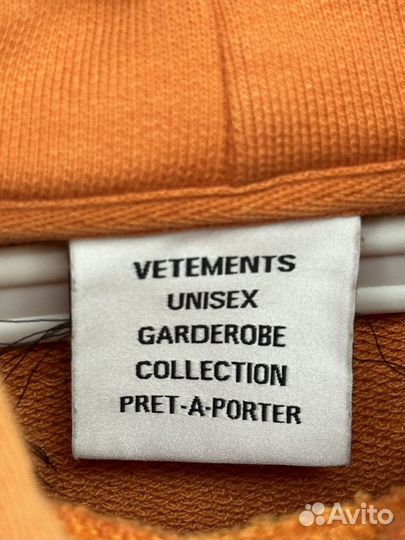 VETEMENTS
UNISEX
GARDEROBE
COLLECTION
PRET-A-PORTER
Avito